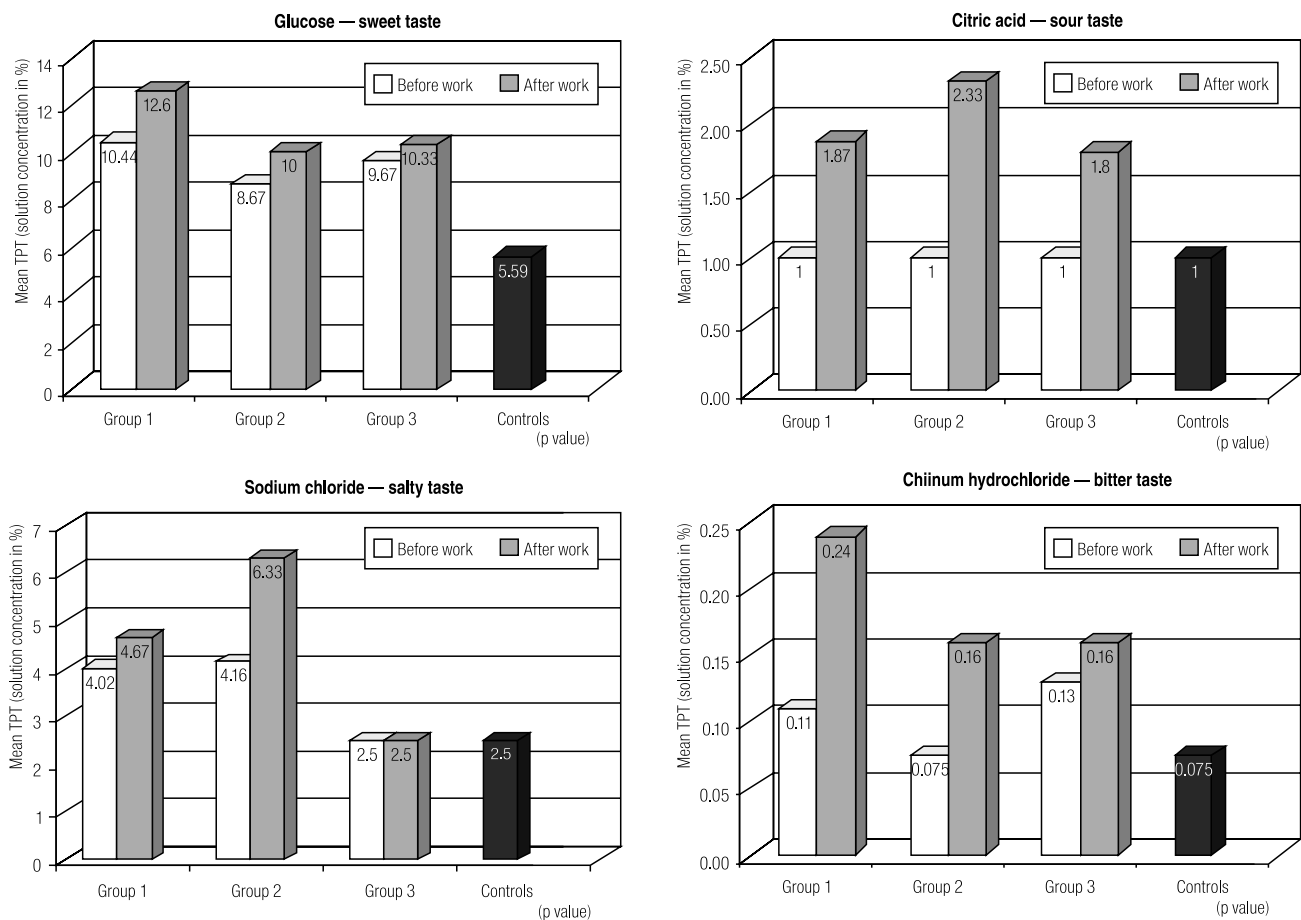 Glucose — sweet taste
Mean TPT (solution concentration in %)
14
12
10
8
6
4
2
0
Before work
After work
10.44
12.6
8.67
10
9.67
10.33
5.59
Group 1
Group 2
Group 3
Controls
(p value)
Citric acid — sour taste
Mean TPT (solution concentration in %)
2.50
2.00
1.50
1.00
0.50
0.00
Before work
After work
1
1.87
1
2.33
1
1.8
1
Group 1
Group 2
Group 3
Controls
(p value)
Sodium chloride — salty taste
Mean TPT (solution concentration in %)
7
6
5
4
3
2
1
0
Before work
After work
4.02
4.67
4.16
6.33
2.5
2.5
2.5
Group 1
Group 2
Group 3
Controls
(p value)
Chiinum hydrochloride — bitter taste
Mean TPT (solution concentration in %)
0.25
0.20
0.15
0.10
0.05
0.00
Before work
After work
0.11
0.24
0.075
0.16
0.13
0.16
0.075
Group 1
Group 2
Group 3
Controls
(p value)